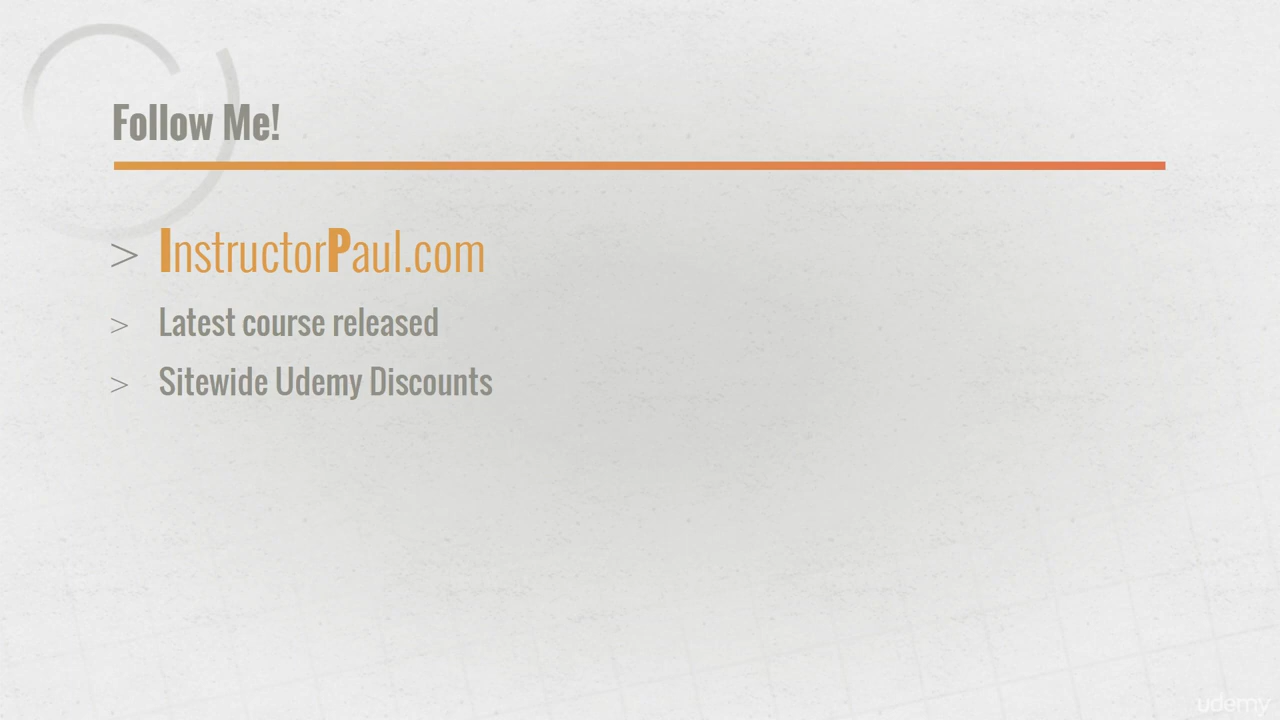 Follow Me!
> InstructorPaul.com
> Latest course released
> Sitewide Udemy Discounts
udemy